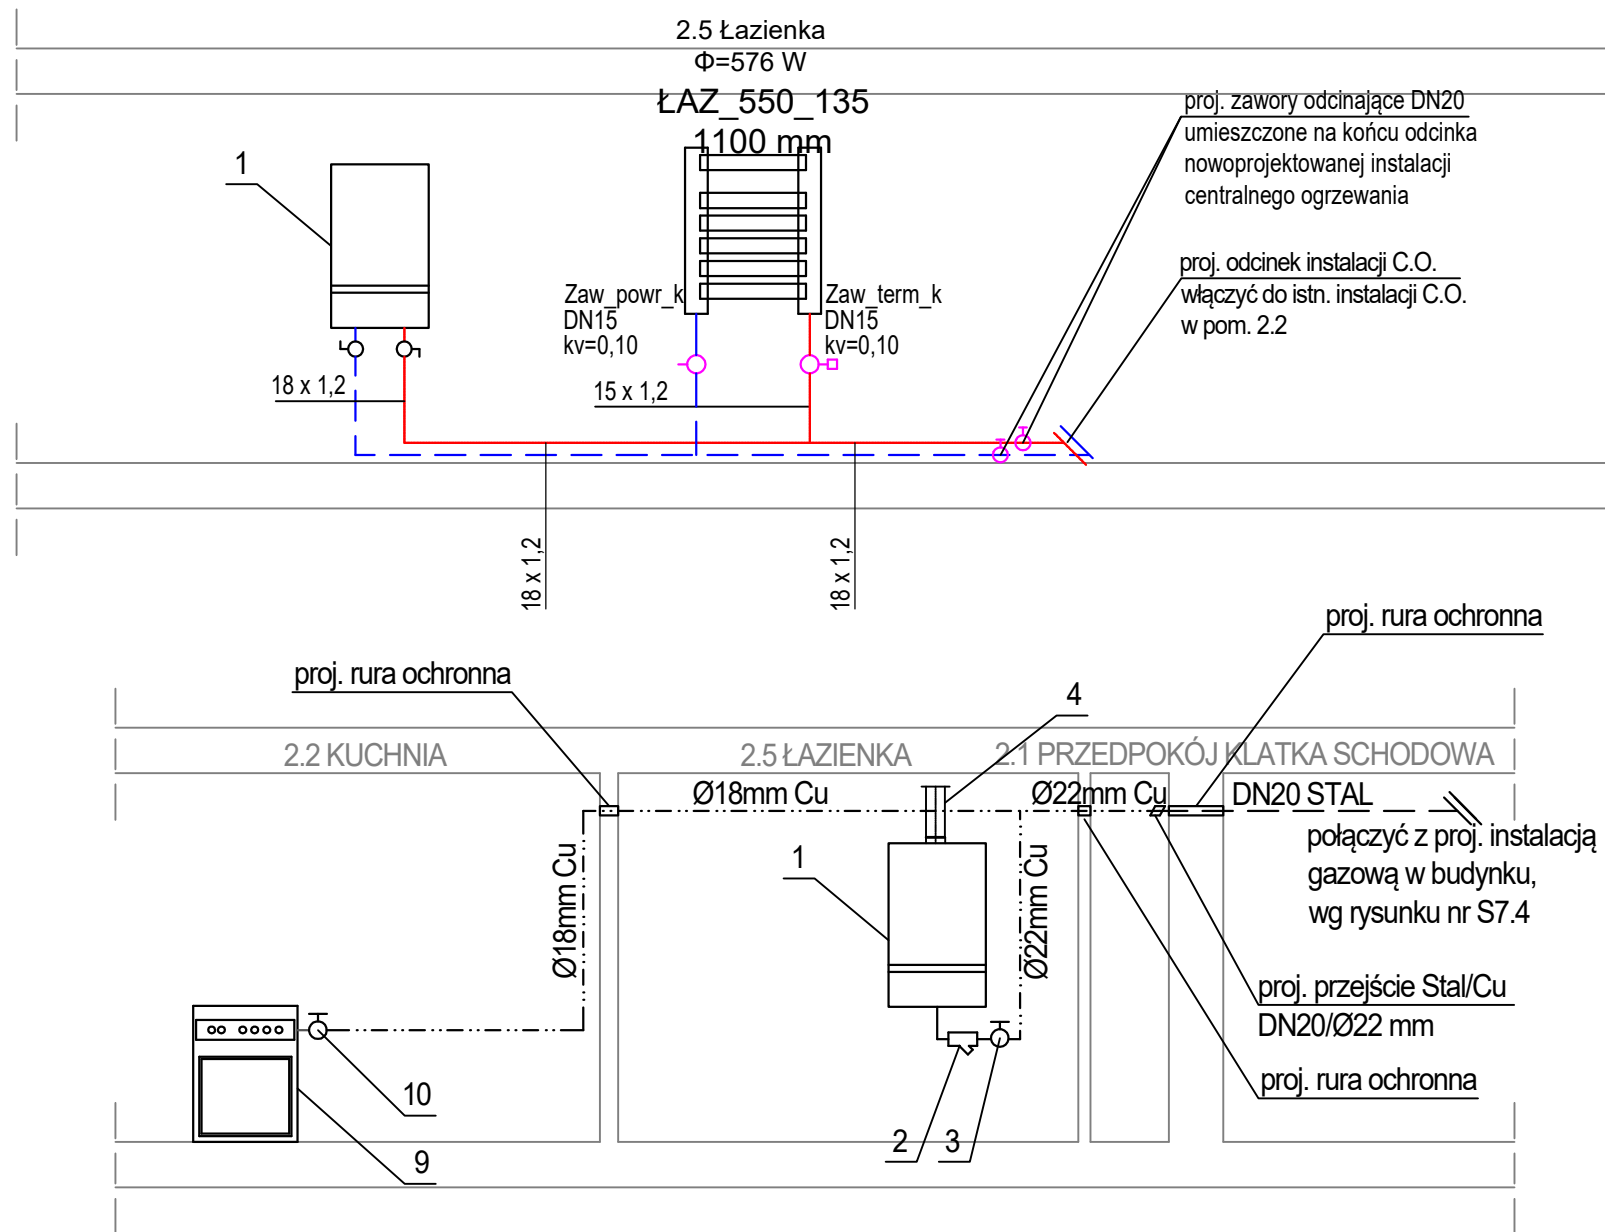 2.5 Łazienka
Φ=576 W
ŁAZ_550_135
1100 mm
1
proj. zawory odcinające DN20
umieszczone na końcu odcinka
nowoprojektowanej instalacji
centralnego ogrzewania
proj. odcinek instalacji C.O.
włączyć do istn. instalacji C.O.
w pom. 2.2
Zaw_powr_k
DN15
kv=0,10
Zaw_term_k
DN15
kv=0,10
18 x 1,2
15 x 1,2
18 x 1,2
18 x 1,2
proj. rura ochronna
proj. rura ochronna
4
2.2 KUCHNIA
2.5 ŁAZIENKA
2.1 PRZEDPOKÓJ
KLATKA SCHODOWA
Ø18mm Cu
Ø22mm Cu
DN20 STAL
połączyć z proj. instalacją
gazową w budynku,
wg rysunku nr S7.4
Ø18mm Cu
1
Ø22mm Cu
proj. przejście Stal/Cu
DN20/Ø22 mm
proj. rura ochronna
10
9
2
3